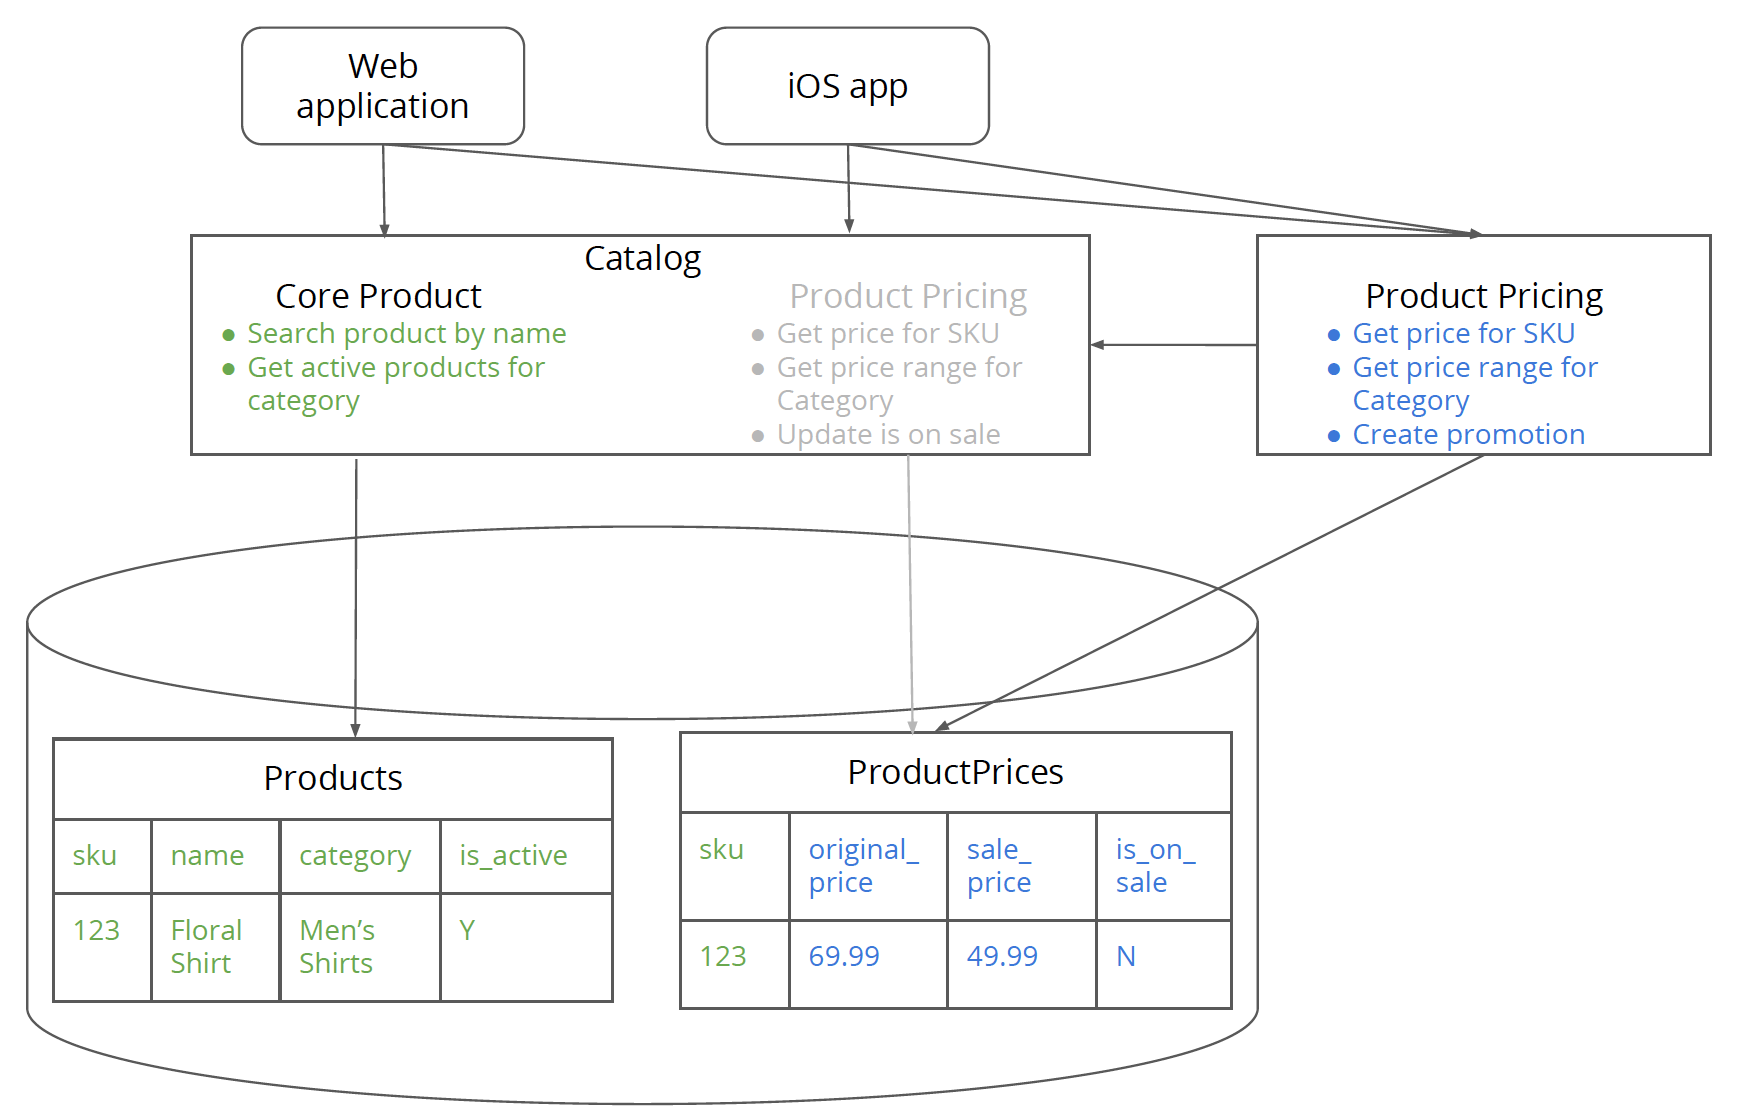 Web
application
iOS app
Catalog
Core Product
● Search product by name
● Get active products for
category
Product Pricing
● Get price for SKU
● Get price range for
Category
● Update is on sale
Product Pricing
● Get price for SKU
● Get price range for
Category
● Create promotion
Products
sku name category is_active
123 Floral Men’s Y
Shirt Shirts
ProductPrices
sku original_ sale_ is_on_
price price sale
123 69.99 49.99 N